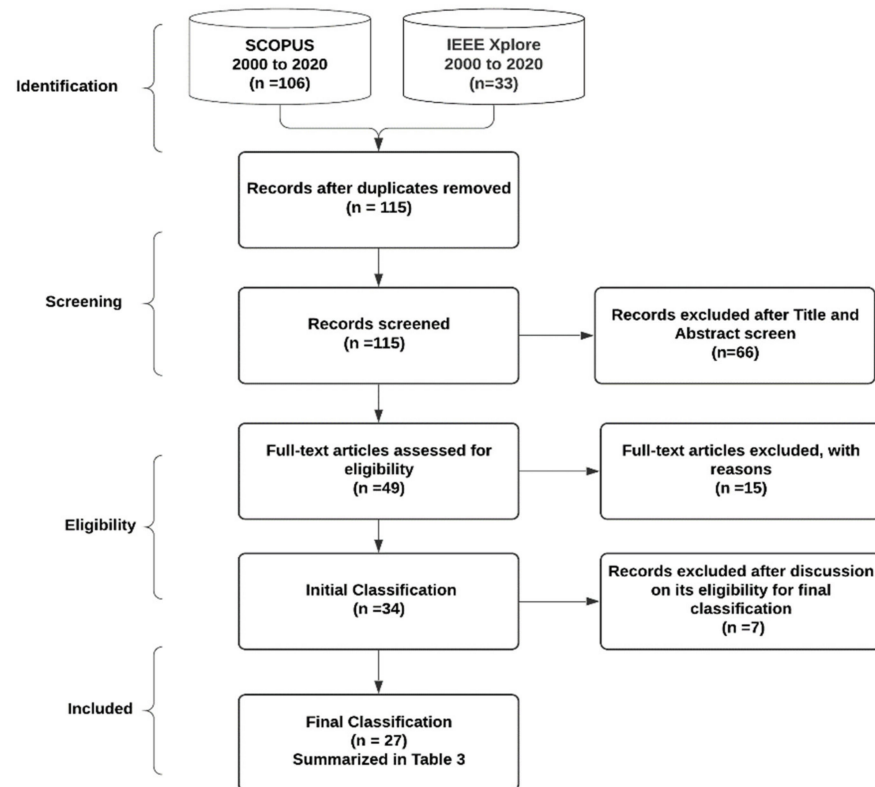 Identification
SCOPUS
2000 to 2020
(n =106)
IEEE Xplore
2000 to 2020
(n=33)
Records after duplicates removed
(n = 115)
Screening
Records screened
(n =115)
Records excluded after Title and
Abstract screen
(n=66)
Eligibility
Full-text articles assessed for
eligibility
(n =49)
Full-text articles excluded, with
reasons
(n =15)
Initial Classification
(n =34)
Records excluded after discussion
on its eligibility for final
classification
(n =7)
Included
Final Classification
(n = 27)
Summarized in Table 3